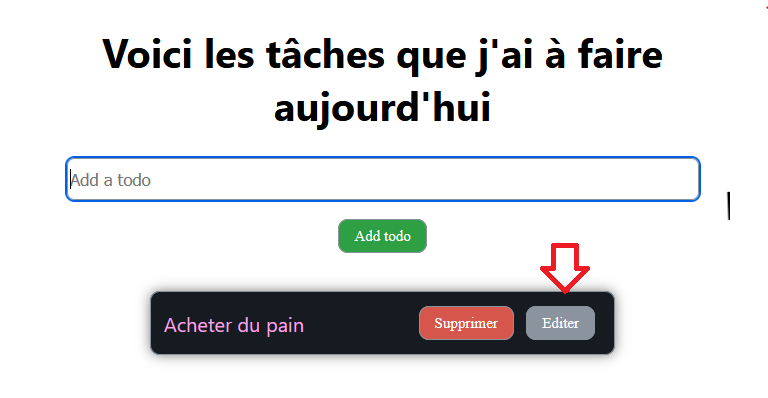 Voici les tâches que j'ai à faire
aujourd'hui
Add a todo
Add todo
Acheter du pain
Supprimer
Editer